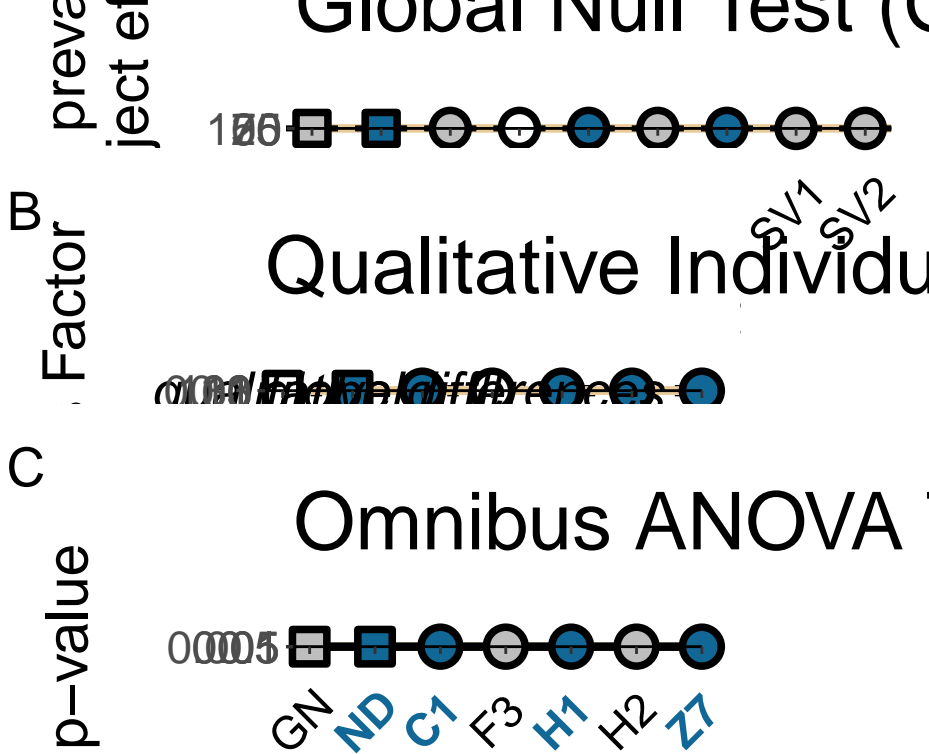 Global Null Test (
preva
ject ef
SV1
SV2
B
Factor
Qualitative Individu
C
Omnibus ANOVA
p-value
GN
ND
C1
F3
H1
H2
Z7